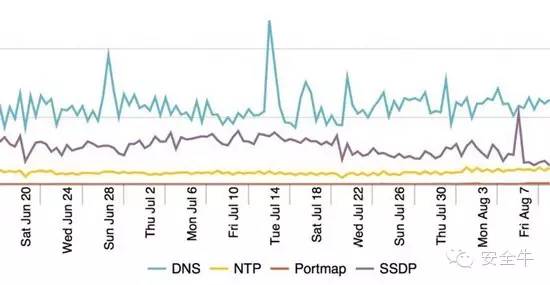 Sat Jun 20
Wed Jun 24
Sun Jun 28
Thu Jul 2
Mon Jul 6
Fri Jul 10
Tue Jul 14
Sat Jul 18
Wed Jul 22
Sun Jul 26
Thu Jul 30
Mon Aug 3
Fri Aug 7
DNS NTP Portmap SSDP
安全牛